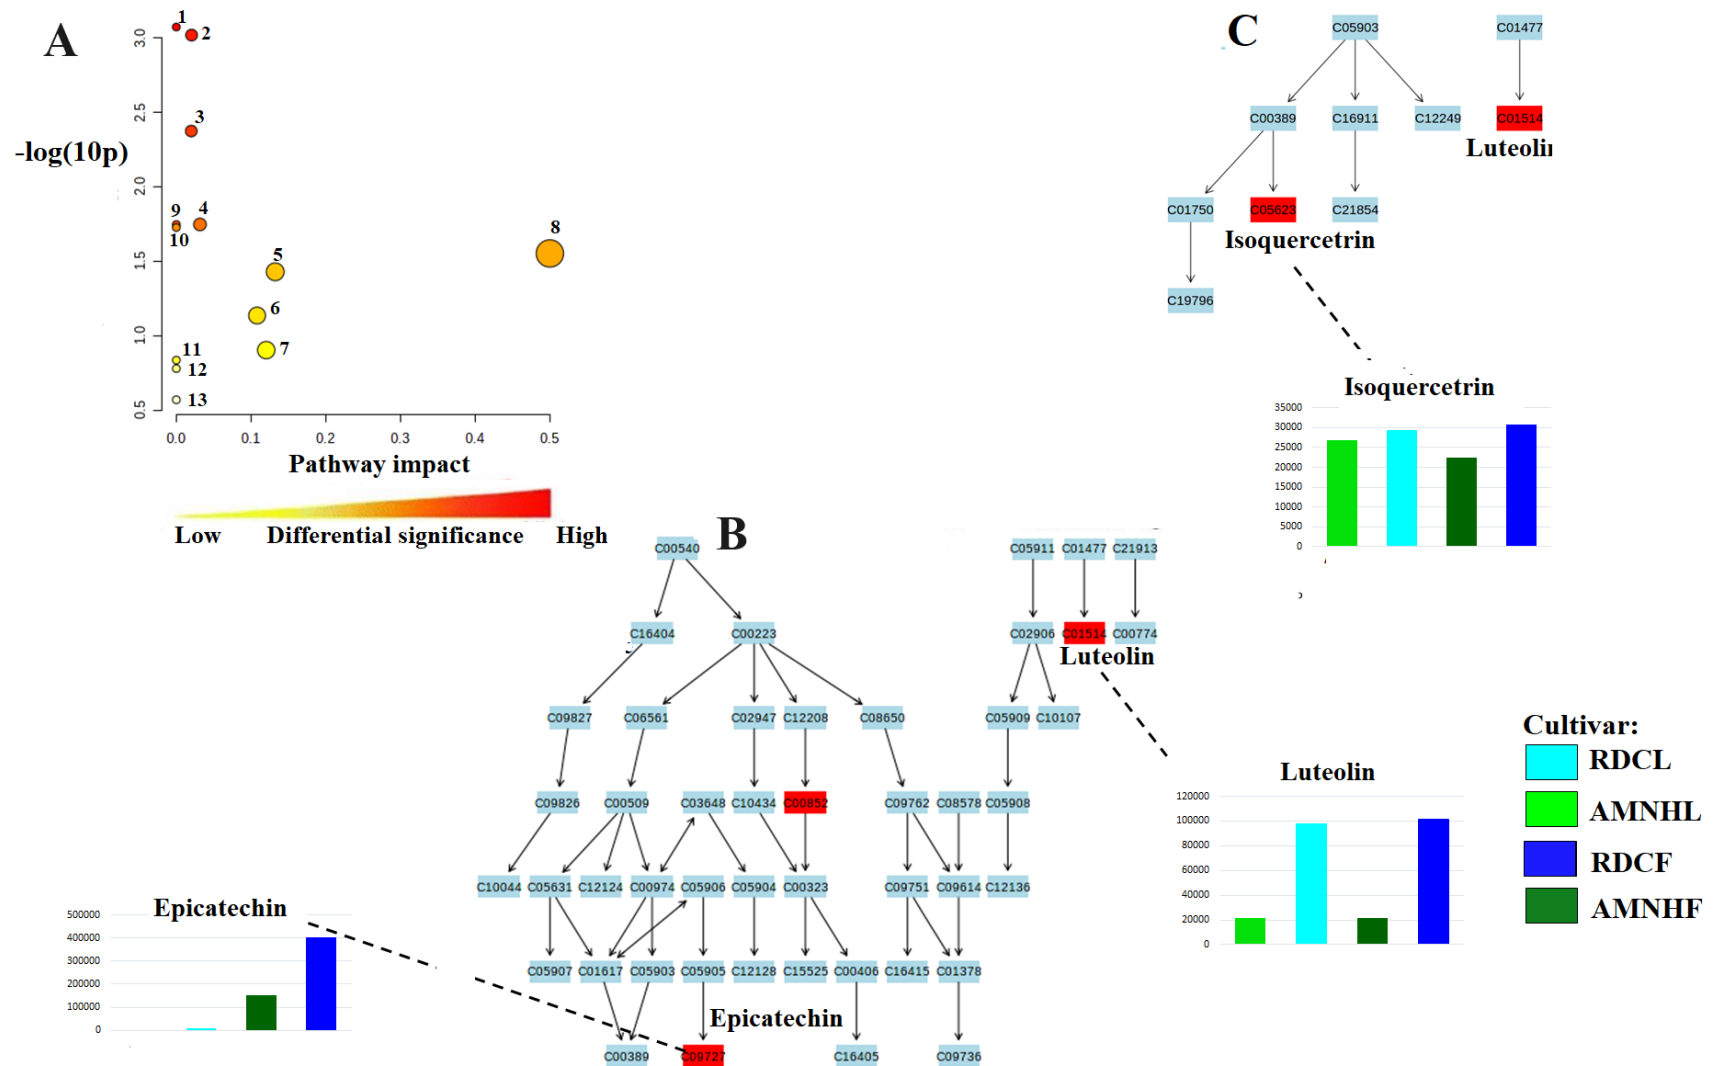 A
-log(10p)
3.0
2.5
2.0
1.5
1.0
0.5
1
2
3
9
4
10
8
5
6
7
11
12
13
0.0 0.1 0.2 0.3 0.4 0.5
Pathway impact
Low Differential significance High
C
C05903 C01477
C00389 C16911 C12249 C01514
C01750 C05623 C21854
Isoquercetrin
C19796
Isoquercetrin
35000
30000
25000
20000
15000
10000
5000
0
B
C00540 C05911 C01477 C21913
C16404 C00223 C02906 C01514 C00774
Luteolin
C09827 C06561 C02947 C12208 C08650 C05909 C10107
C09826 C00509 C03648 C10434 C00852 C09762 C08578 C05908
C10044 C05631 C12124 C00974 C05906 C05904 C00323 C09751 C09614 C12136
C05907 C01617 C05903 C05905 C12128 C15525 C00406 C16415 C01378
Epicatechin
C00389 C09727 C16405 C09736
Epicatechin
500000
400000
300000
200000
100000
0
Luteolin
120000
100000
80000
60000
40000
20000
0
Cultivar:
RDCL
AMNHL
RDCF
AMNHF